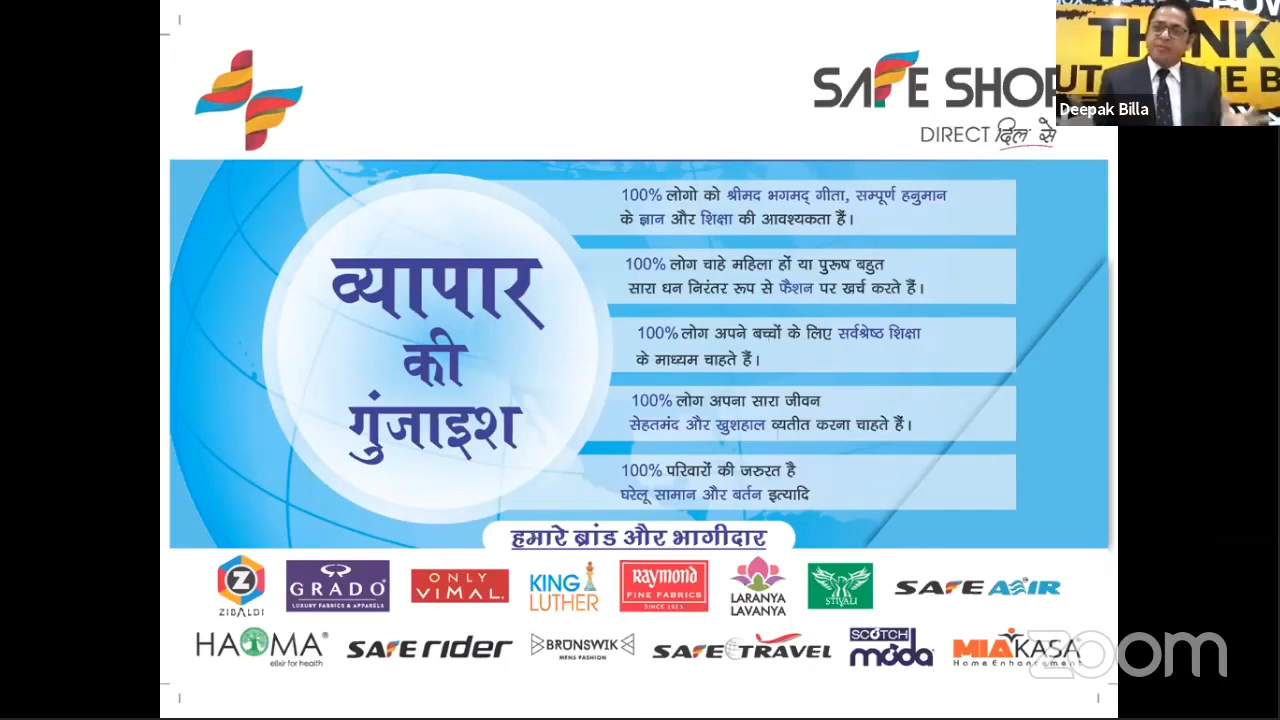 SAFE SHOP
DIRECT दिल से
THINK
Deepak Billa
व्यापार
की
गुंजाइश
100% लोगो को श्रीमद भगमद् गीता, सम्पूर्ण हनुमान
के ज्ञान और शिक्षा की आवश्यकता हैं।
100% लोग चाहे महिला हों या पुरूष बहुत
सारा धन निरंतर रूप से फैशन पर खर्च करते हैं।
100% लोग अपने बच्चों के लिए सर्वश्रेष्ठ शिक्षा
के माध्यम चाहते हैं।
100% लोग अपना सारा जीवन
सेहतमंद और खुशहाल व्यतीत करना चाहते हैं।
100% परिवारों की जरुरत है
घरेलू सामान और बर्तन इत्यादि
हमारे ब्रांड और भागीदार
Z
ZIBALDI
GRADO
LUXURY FABRICS & APPARELS
ONLY
VIMAL.
KING
LUTHER
Raymond
FINE FABRICS
SINCE 1925
LARANYA
LAVANYA
STIVALI
SAFE AIR
HAOMA®
elixir for health
SAFE rider
BRUNSWIK
MENS FASHION
SAFE TRAVEL
SCOTCH
moda
MIAKASA
Home Enhancement
zoom